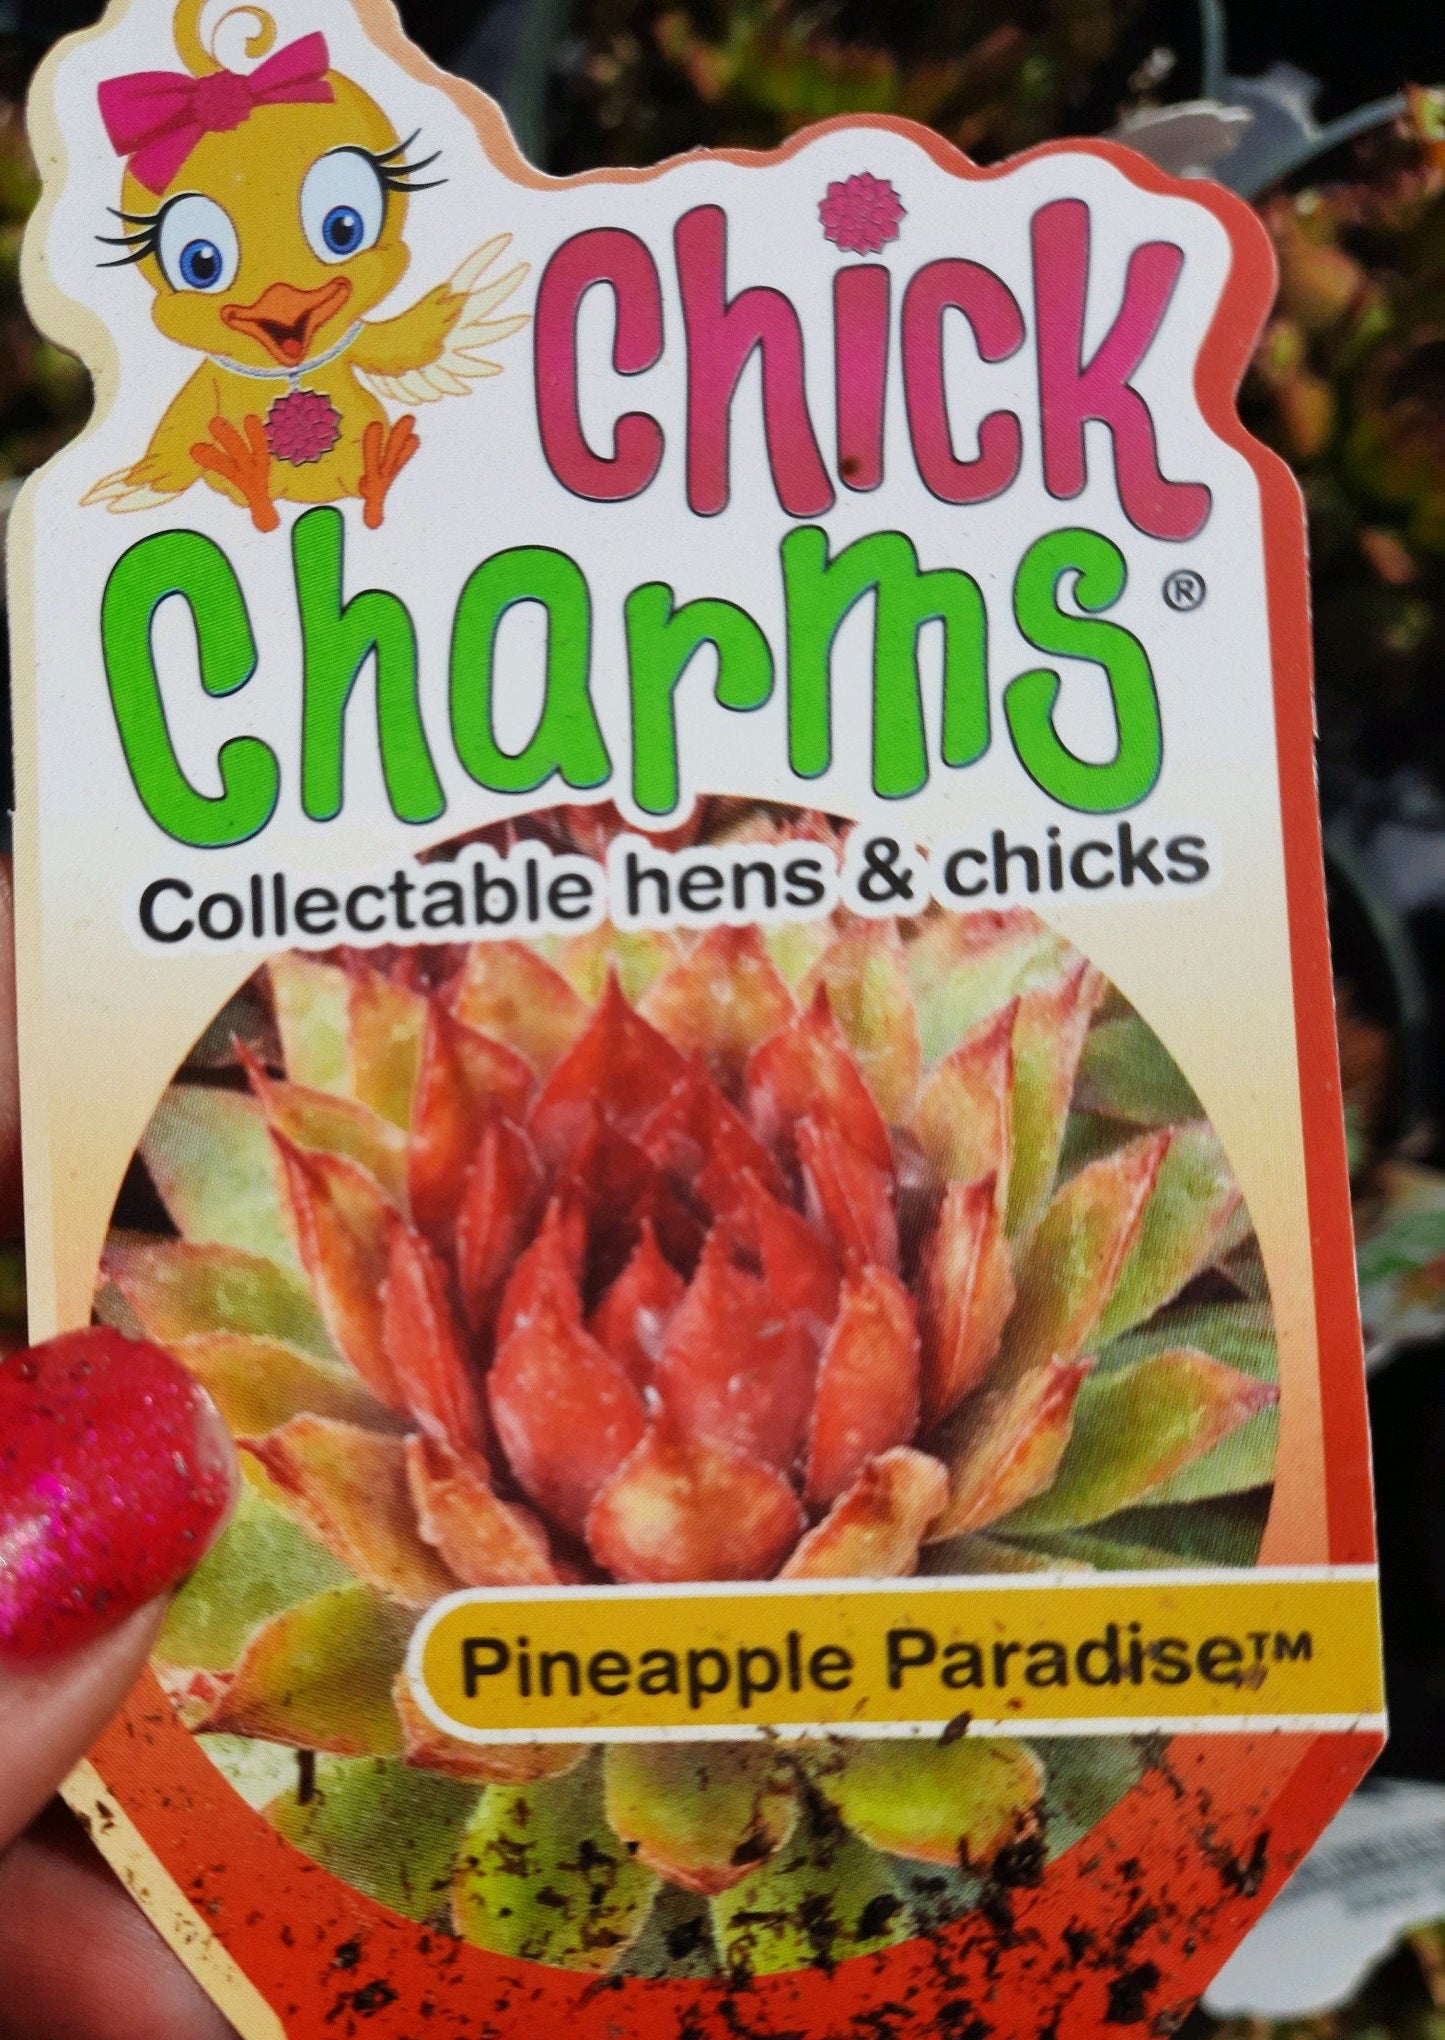 Chick
Charms®
Collectable hens & chicks
Pineapple Paradise™